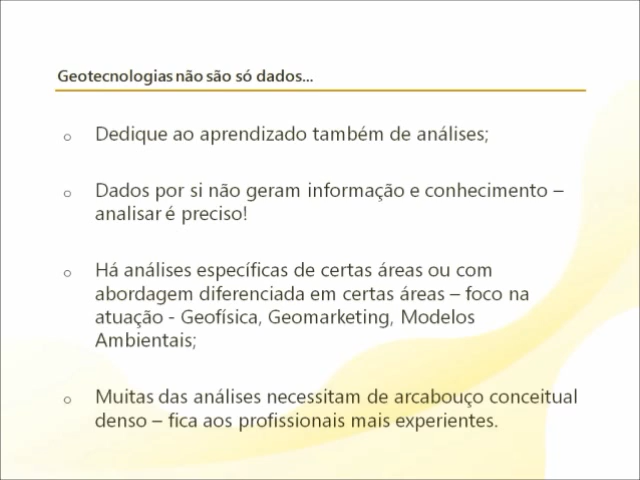 Geotecnologias não são só dados...
o Dedique ao aprendizado também de análises;
o Dados por si não geram informação e conhecimento –
analisar é preciso!
o Há análises específicas de certas áreas ou com
abordagem diferenciada em certas áreas – foco na
atuação - Geofísica, Geomarketing, Modelos
Ambientais;
o Muitas das análises necessitam de arcabouço conceitual
denso – fica aos profissionais mais experientes.